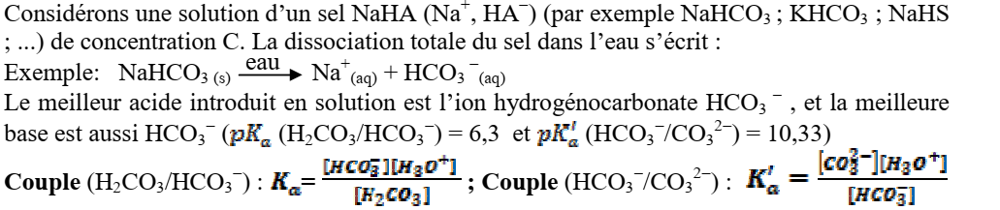 Considérons une solution d’un sel NaHA (Na⁺, HA⁻) (par exemple NaHCO₃ ; KHCO₃ ; NaHS
; ...) de concentration C. La dissociation totale du sel dans l’eau s’écrit :
Exemple: NaHCO₃ (s) eau → Na⁺(aq) + HCO₃⁻(aq)
Le meilleur acide introduit en solution est l’ion hydrogénocarbonate HCO₃⁻ , et la meilleure
base est aussi HCO₃⁻ (pKₐ (H₂CO₃/HCO₃⁻) = 6,3 et pK′ₐ (HCO₃⁻/CO₃²⁻) = 10,33)
Couple (H₂CO₃/HCO₃⁻) : Kₐ= [HCO₃⁻][H₃O⁺] / [H₂CO₃] ; Couple (HCO₃⁻/CO₃²⁻) : K′ₐ = [CO₃²⁻][H₃O⁺] / [HCO₃⁻]